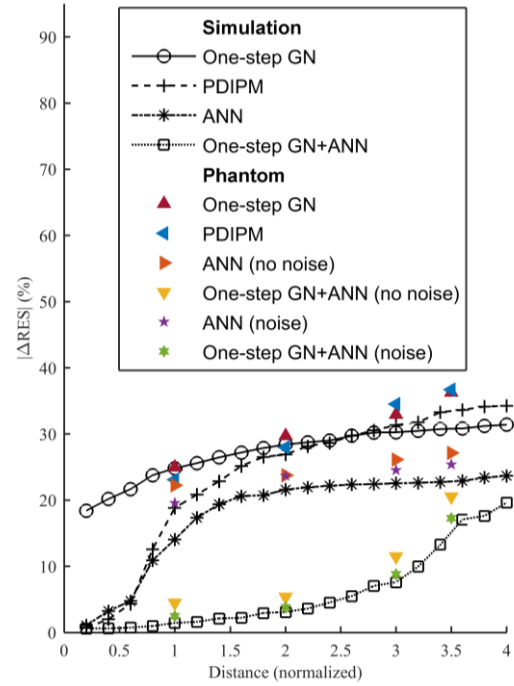 90
80
70
60
50
40
30
20
10
0
|ΔRES| (%)
Simulation
One-step GN
PDIPM
ANN
One-step GN+ANN
Phantom
One-step GN
PDIPM
ANN (no noise)
One-step GN+ANN (no noise)
ANN (noise)
One-step GN+ANN (noise)
0 0.5 1 1.5 2 2.5 3 3.5 4
Distance (normalized)